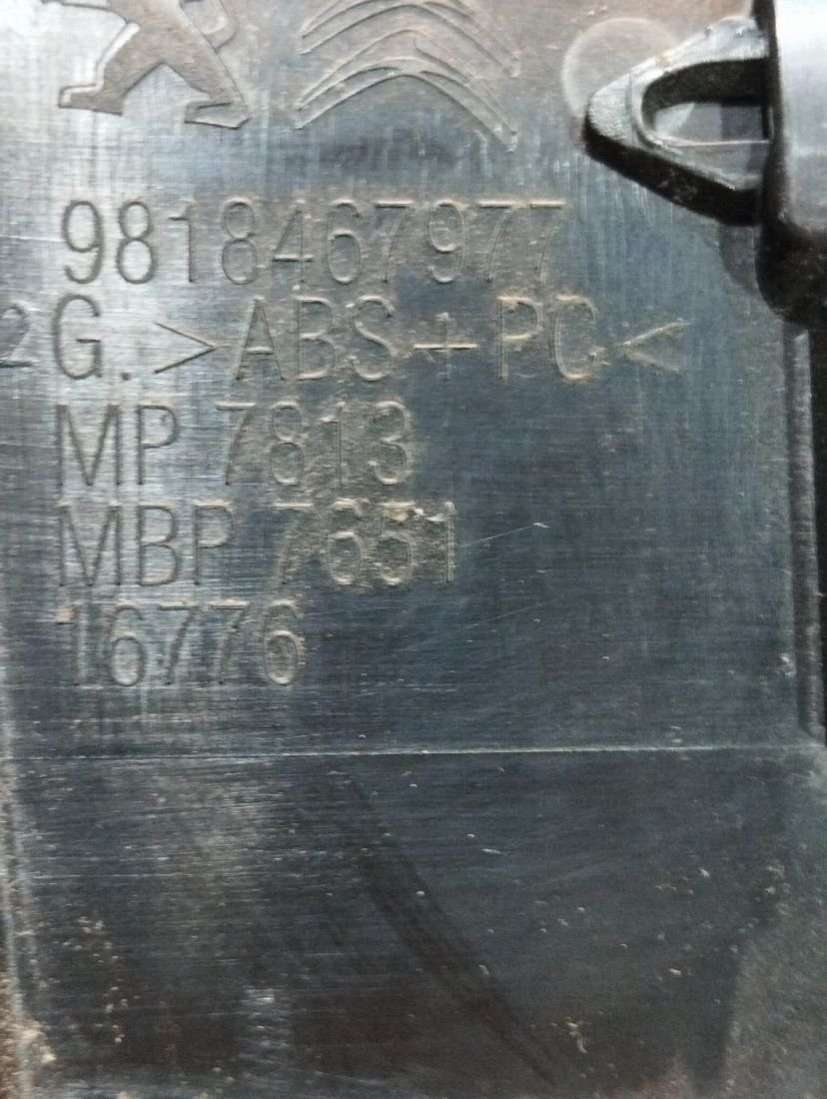 9818467977
2G. >ABS+PC<
MP 7813
MBP 7651
16776